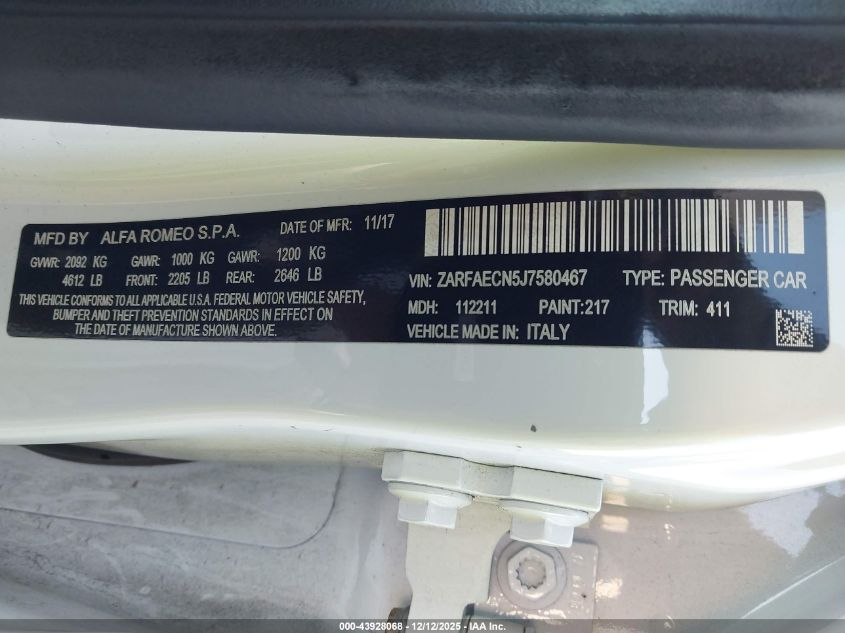 MFD BY ALFA ROMEO S.P.A. DATE OF MFR: 11/17
GVWR: 2092 KG GAWR: 1000 KG GAWR: 1200 KG
4612 LB FRONT: 2205 LB REAR: 2646 LB
THIS VEHICLE CONFORMS TO ALL APPLICABLE U.S.A. FEDERAL MOTOR VEHICLE SAFETY,
BUMPER AND THEFT PREVENTION STANDARDS IN EFFECT ON
THE DATE OF MANUFACTURE SHOWN ABOVE.
VIN: ZARFAECN5J7580467 TYPE: PASSENGER CAR
MDH: 112211 PAINT:217 TRIM: 411
VEHICLE MADE IN: ITALY
000-43928068 - 12/12/2025 - IAA Inc.